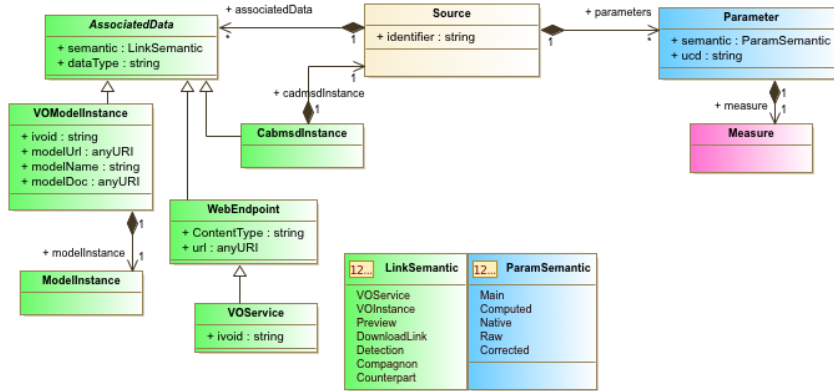 AssociatedData
+ semantic : LinkSemantic
+ dataType : string
+ associatedData
*
1
Source
+ identifier : string
1
+ parameters
*
Parameter
+ semantic : ParamSemantic
+ ucd : string
1
+ measure
1
Measure
1
+ cadmsdInstance
1
CabmsdInstance
VOModelInstance
+ ivoid : string
+ modelUrl : anyURI
+ modelName : string
+ modelDoc : anyURI
1
+ modelInstance
1
ModelInstance
WebEndpoint
+ ContentType : string
+ url : anyURI
VOService
+ ivoid : string
12... LinkSemantic
VOService
VOInstance
Preview
DownloadLink
Detection
Compagnon
Counterpart
12... ParamSemantic
Main
Computed
Native
Raw
Corrected